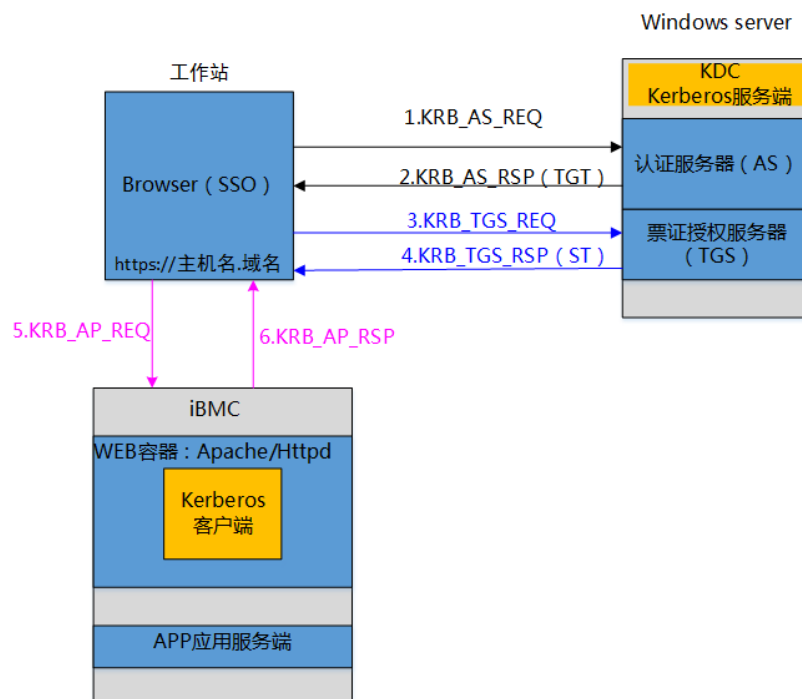 Windows server
工作站
KDC
Kerberos服务端
1.KRB_AS_REQ
认证服务器（AS）
Browser（SSO）
2.KRB_AS_RSP（TGT）
3.KRB_TGS_REQ
票证授权服务器
（TGS）
4.KRB_TGS_RSP（ST）
https://主机名.域名
5.KRB_AP_REQ
6.KRB_AP_RSP
iBMC
WEB容器：Apache/Httpd
Kerberos
客户端
APP应用服务端